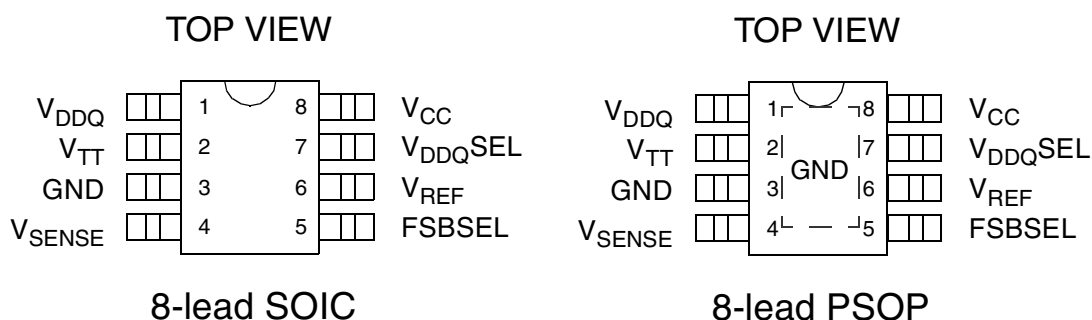 TOP VIEW
VDDQ 1 8 VCC
VTT 2 7 VDDQSEL
GND 3 6 VREF
VSENSE 4 5 FSBSEL
8-lead SOIC
TOP VIEW
VDDQ 1 8 VCC
VTT 2 7 VDDQSEL
GND
GND 3 6 VREF
VSENSE 4 5 FSBSEL
8-lead PSOP